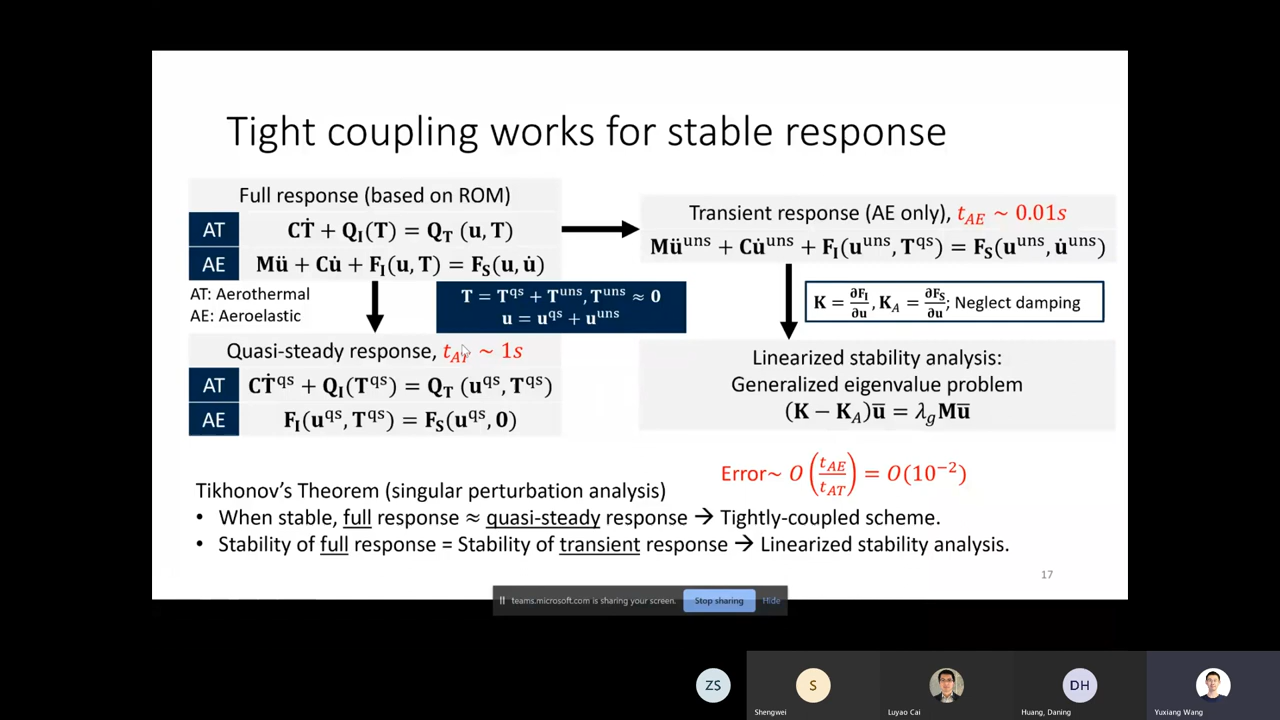 Tight coupling works for stable response
Full response (based on ROM)
AT
CṪ + Q_I(T) = Q_T (u, T)
AE
Mü + Cu̇ + F_I(u, T) = F_S(u, u̇)
AT: Aerothermal
AE: Aeroelastic
T = T^qs + T^uns, T^uns ≈ 0
u = u^qs + u^uns
Quasi-steady response, t_AT ~ 1s
AT
CṪ^qs + Q_I(T^qs) = Q_T (u^qs, T^qs)
AE
F_I(u^qs, T^qs) = F_S(u^qs, 0)
Transient response (AE only), t_AE ~ 0.01s
Mü^uns + Cu̇^uns + F_I(u^uns, T^qs) = F_S(u^uns, u̇^uns)
K = ∂F_I/∂u, K_A = ∂F_S/∂u; Neglect damping
Linearized stability analysis:
Generalized eigenvalue problem
(K − K_A)u̅ = λ_g Mu̅
Error~ O(t_AE/t_AT) = O(10^−2)
Tikhonov's Theorem (singular perturbation analysis)
• When stable, full response ≈ quasi-steady response → Tightly-coupled scheme.
• Stability of full response = Stability of transient response → Linearized stability analysis.
17
teams.microsoft.com is sharing your screen.
Stop sharing
Hide
ZS
S
DH
Shengwei
Luyao Cai
Huang, Daning
Yuxiang Wang